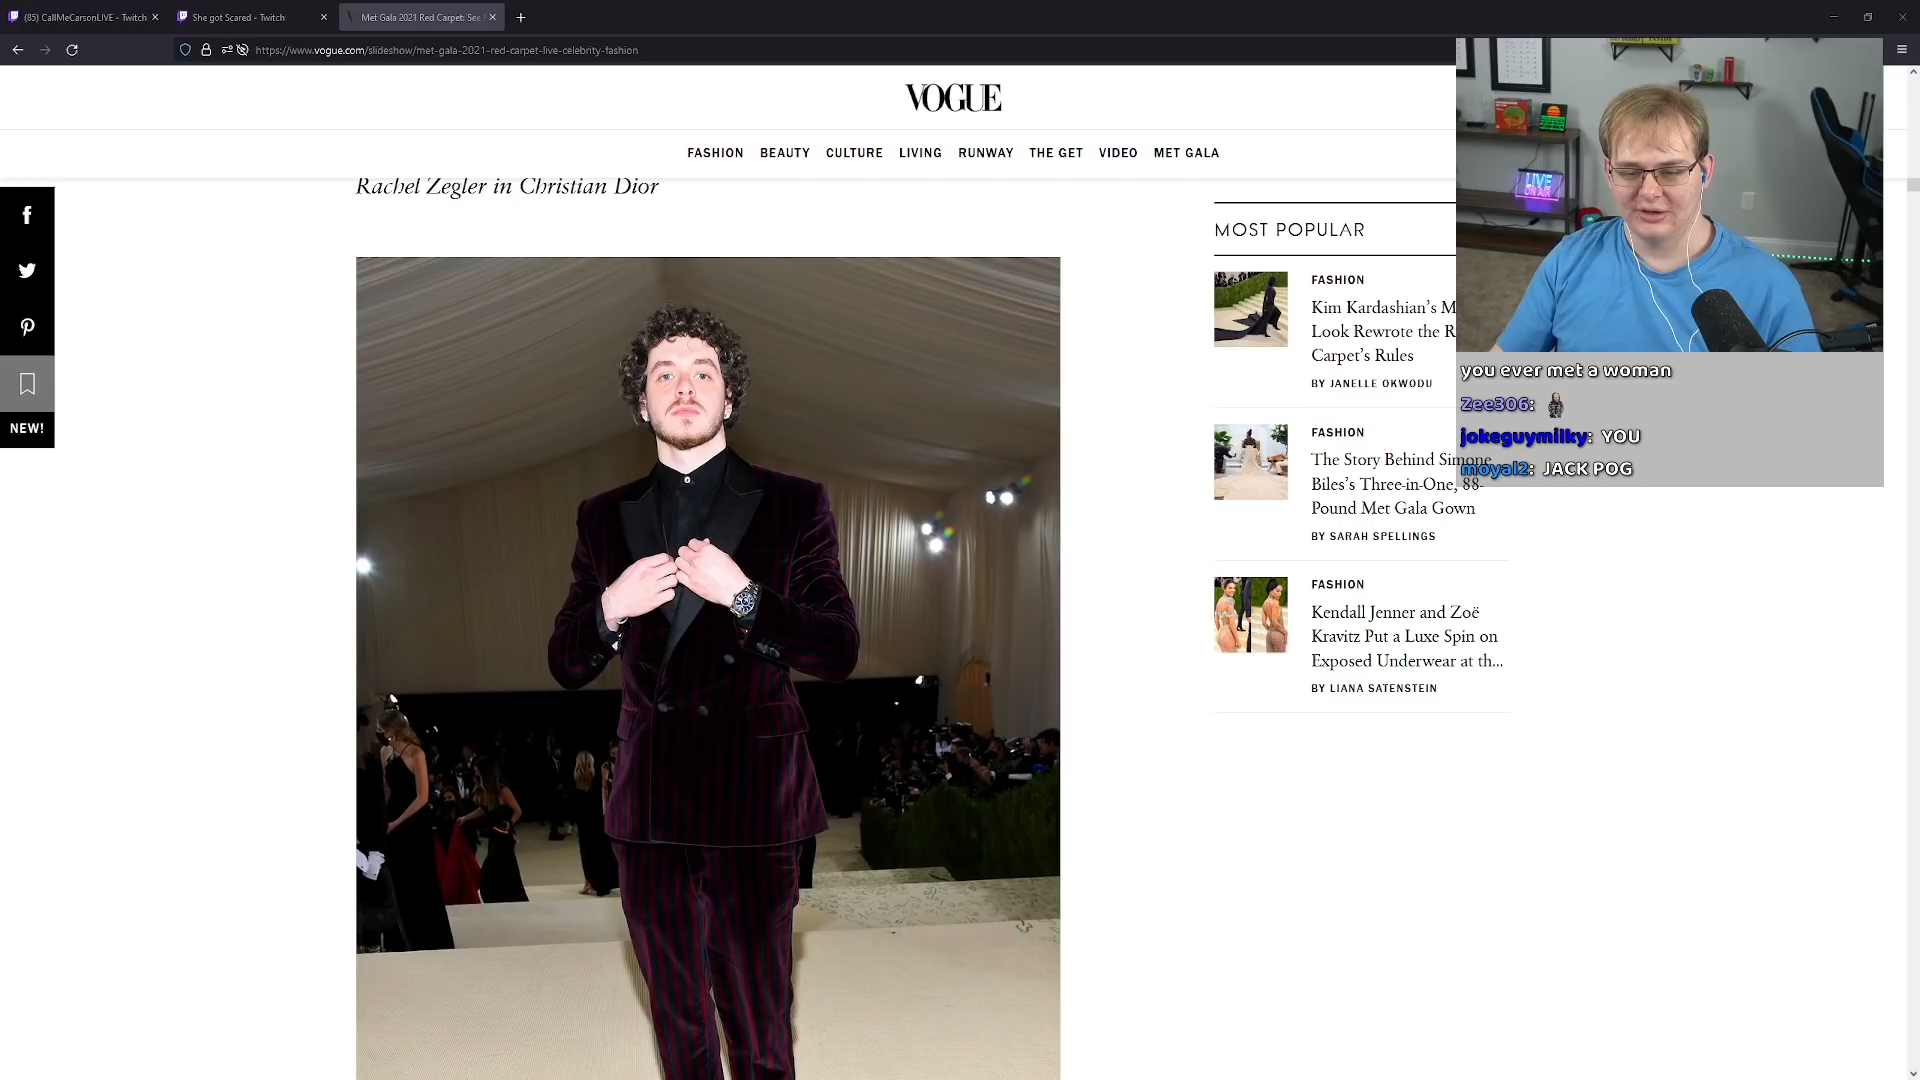 (85) CallMeCarsonLIVE - Twitch
She got Scared - Twitch
Met Gala 2021 Red Carpet: See
https://www.vogue.com/slideshow/met-gala-2021-red-carpet-live-celebrity-fashion
VOGUE
FASHION BEAUTY CULTURE LIVING RUNWAY THE GET VIDEO MET GALA
Rachel Zegler in Christian Dior
NEW!
MOST POPULAR
FASHION
Kim Kardashian's M
Look Rewrote the R
Carpet's Rules
BY JANELLE OKWODU
FASHION
The Story Behind Simone
Biles's Three-in-One, 88-
Pound Met Gala Gown
BY SARAH SPELLINGS
FASHION
Kendall Jenner and Zoë
Kravitz Put a Luxe Spin on
Exposed Underwear at th...
BY LIANA SATENSTEIN
LIVE
ON AIR
you ever met a woman
Zee306:
jokeguymilky: YOU
moyai2: JACK POG